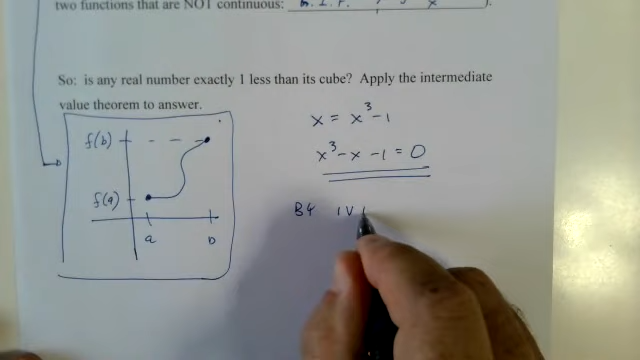 two functions that are NOT continuous:
So: is any real number exactly 1 less than its cube? Apply the intermediate
value theorem to answer.
x = x³ - 1
f(b)
x³ - x - 1 = 0
f(a)
BY IV
a b